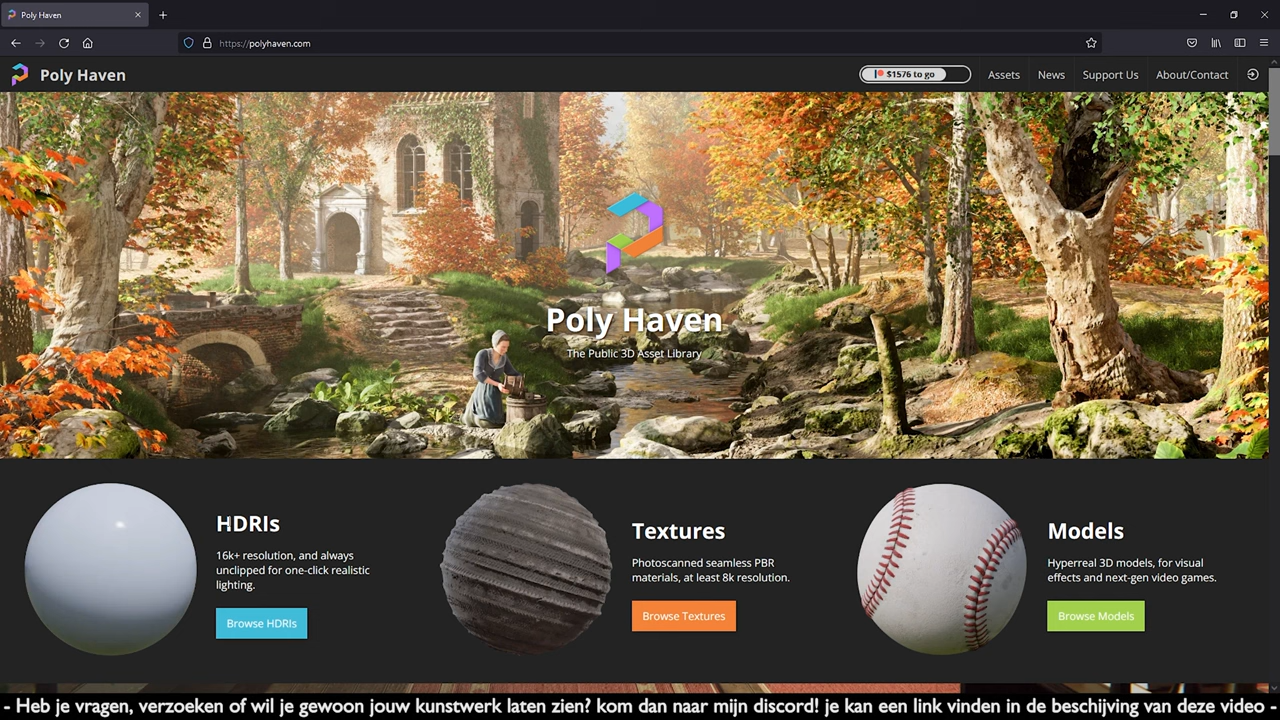 Poly Haven
https://polyhaven.com
Poly Haven
$1576 to go
Assets
News
Support Us
About/Contact
Poly Haven
The Public 3D Asset Library
HDRIs
16k+ resolution, and always
unclipped for one-click realistic
lighting.
Browse HDRIs
Textures
Photoscanned seamless PBR
materials, at least 8k resolution.
Browse Textures
Models
Hyperreal 3D models, for visual
effects and next-gen video games.
Browse Models
- Heb je vragen, verzoeken of wil je gewoon jouw kunstwerk laten zien? kom dan naar mijn discord! je kan een link vinden in de beschijving van deze video -